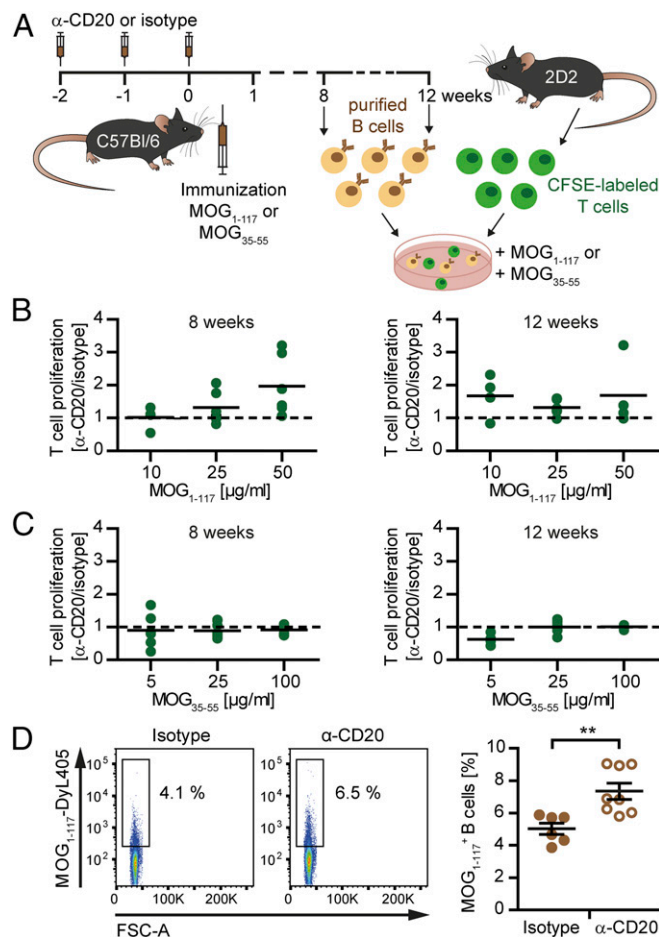 A
α-CD20 or isotype
-2 -1 0 1 8 12 weeks
C57Bl/6
2D2
Immunization
MOG1-117 or
MOG35-55
purified
B cells
CFSE-labeled
T cells
+ MOG1-117 or
+ MOG35-55
B
T cell proliferation
[α-CD20/isotype]
8 weeks
4
3
2
1
0
10 25 50
MOG1-117 [µg/ml]
T cell proliferation
[α-CD20/isotype]
12 weeks
4
3
2
1
0
10 25 50
MOG1-117 [µg/ml]
C
T cell proliferation
[α-CD20/isotype]
8 weeks
4
3
2
1
0
5 25 100
MOG35-55 [µg/ml]
T cell proliferation
[α-CD20/isotype]
12 weeks
4
3
2
1
0
5 25 100
MOG35-55 [µg/ml]
D
MOG1-117-DyL405
Isotype
10⁵
10⁴
10³
10²
4.1 %
100K 200K
α-CD20
10⁵
10⁴
10³
10²
6.5 %
100K 200K
FSC-A
MOG1-117⁺ B cells [%]
**
10
8
6
4
2
0
Isotype α-CD20